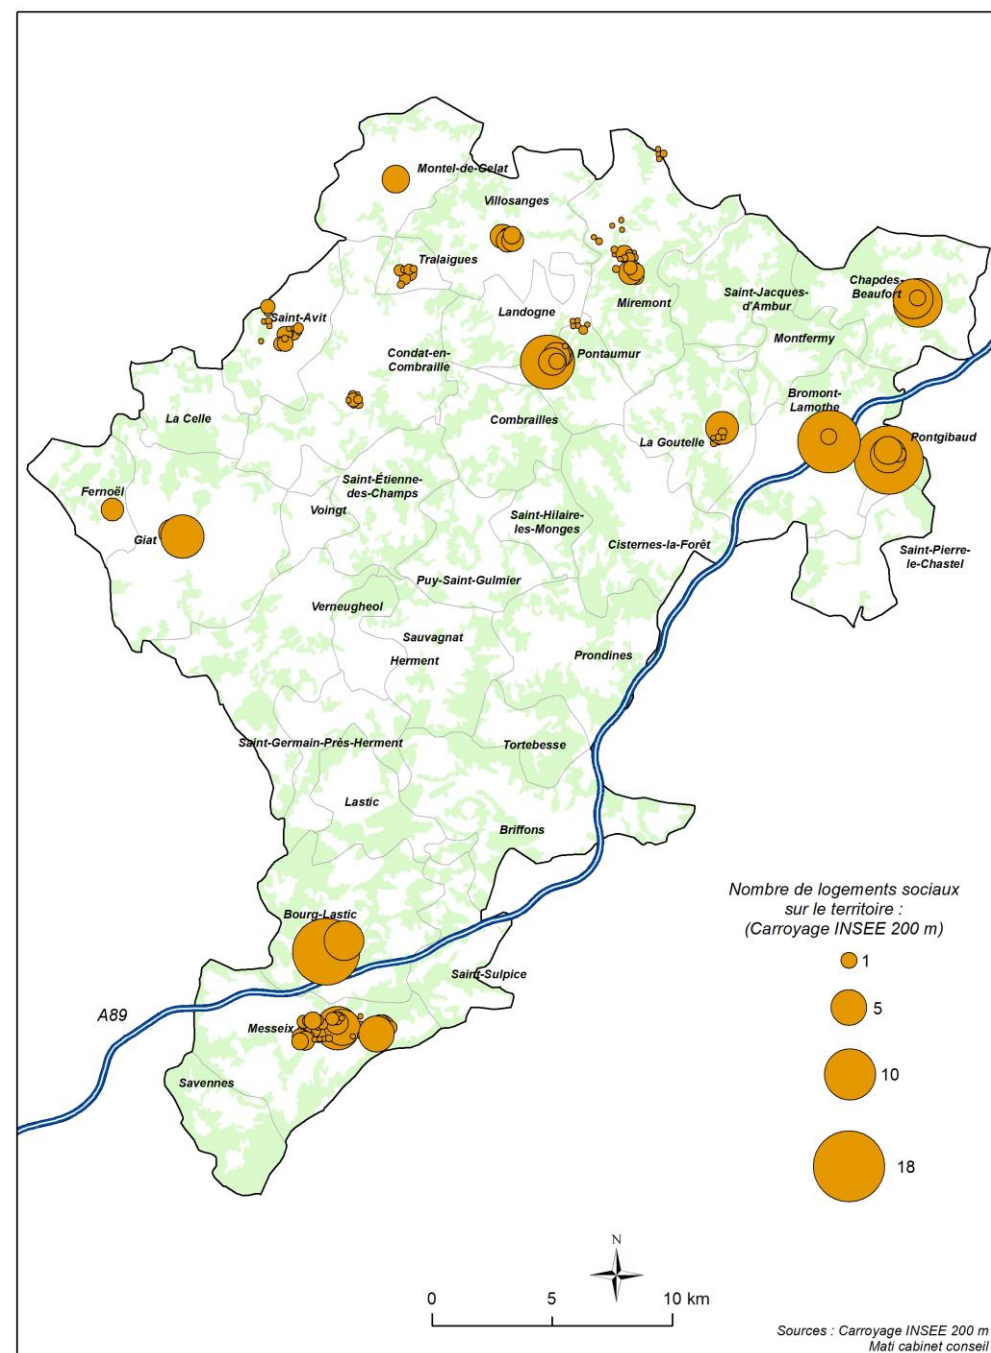 Montel-de-Gelat
Villosanges
Tralaigues
Saint-Jacques-
d'Ambur
Chapdes-
Beaufort
Miremont
Landogne
Saint-Avit
Montfermy
Pontaumur
Condat-en-
Combraille
Bromont-
Lamothe
La Celle
Combrailles
La Goutelle
Pontgibaud
Saint-Étienne-
des-Champs
Fernoël
Voingt
Saint-Hilaire-
les-Monges
Giat
Cisternes-la-Forêt
Saint-Pierre-
le-Chastel
Puy-Saint-Gulmier
Verneugheol
Sauvagnat
Herment
Prondines
Saint-Germain-Près-Herment
Tortebesse
Lastic
Briffons
Bourg-Lastic
Saint-Sulpice
A89
Messeix
Savennes
Nombre de logements sociaux
sur le territoire :
(Carroyage INSEE 200 m)
1
5
10
18
N
0 5 10 km
Sources : Carroyage INSEE 200 m
Mati cabinet conseil